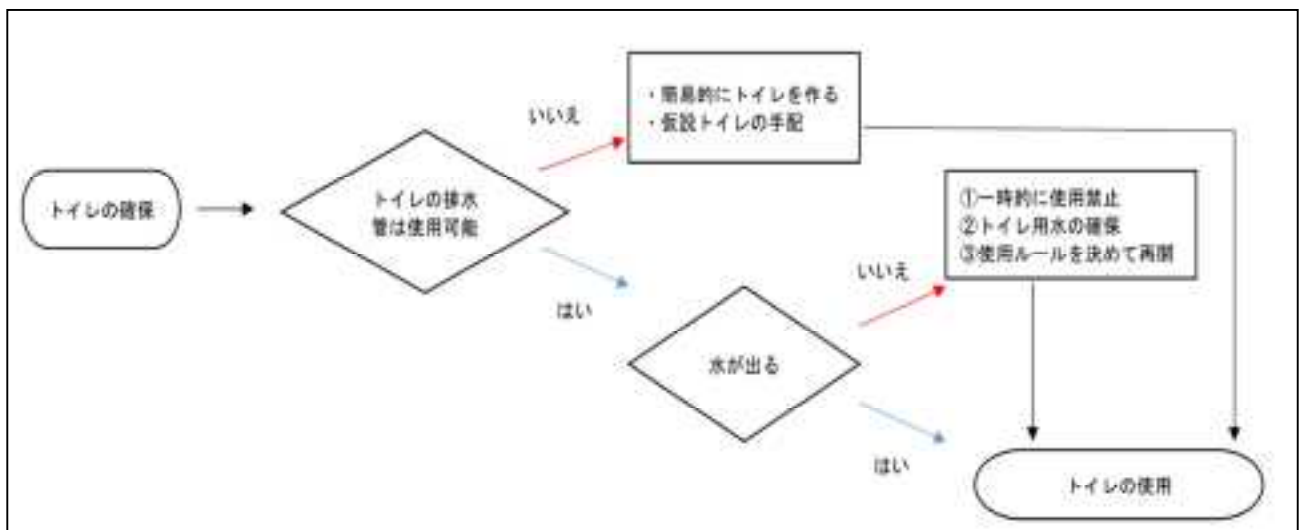 トイレの確保
トイレの排水
管は使用可能
いいえ
・簡易的にトイレを作る
・仮設トイレの手配
はい
水が出る
いいえ
①一時的に使用禁止
②トイレ用水の確保
③使用ルールを決めて再開
はい
トイレの使用